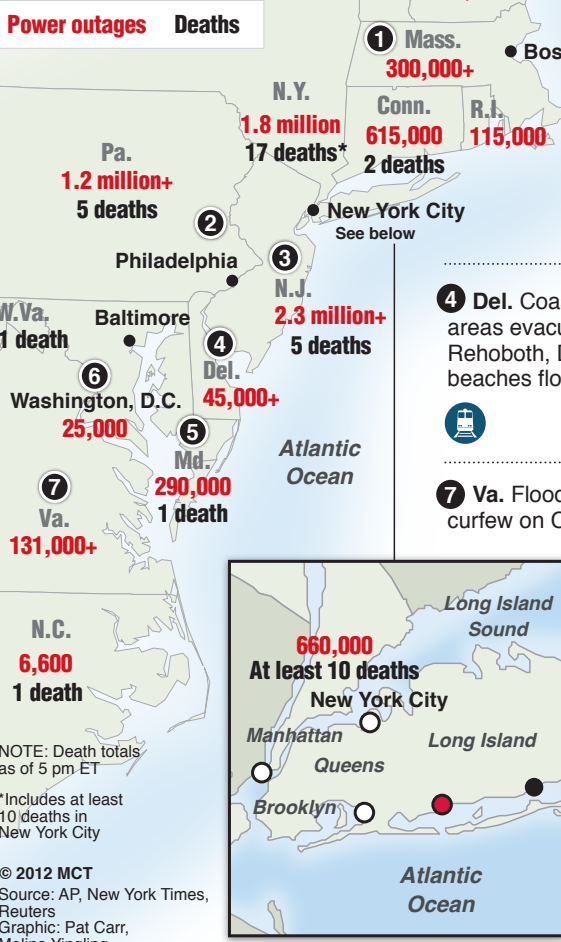 Power outages Deaths
1 Mass.
300,000+
N.Y.
1.8 million
17 deaths*
Conn.
615,000
2 deaths
R.I.
115,000
Pa.
1.2 million+
5 deaths
2
New York City
See below
Philadelphia
3
N.J.
2.3 million+
5 deaths
W.Va.
1 death
Baltimore
4
Del.
45,000+
6
Washington, D.C.
25,000
5
Md.
290,000
1 death
Atlantic
Ocean
7
Va.
131,000+
N.C.
6,600
1 death
4 Del.
areas
Rehoboth,
beaches
7 Va.
curfew on
660,000
At least 10 deaths
New York City
Long Island
Sound
Manhattan
Long Island
Queens
Brooklyn
Atlantic
Ocean
NOTE: Death totals
as of 5 pm ET
*Includes at least
10 deaths in
New York City
© 2012 MCT
Source: AP, New York Times,
Reuters
Graphic: Pat Carr,